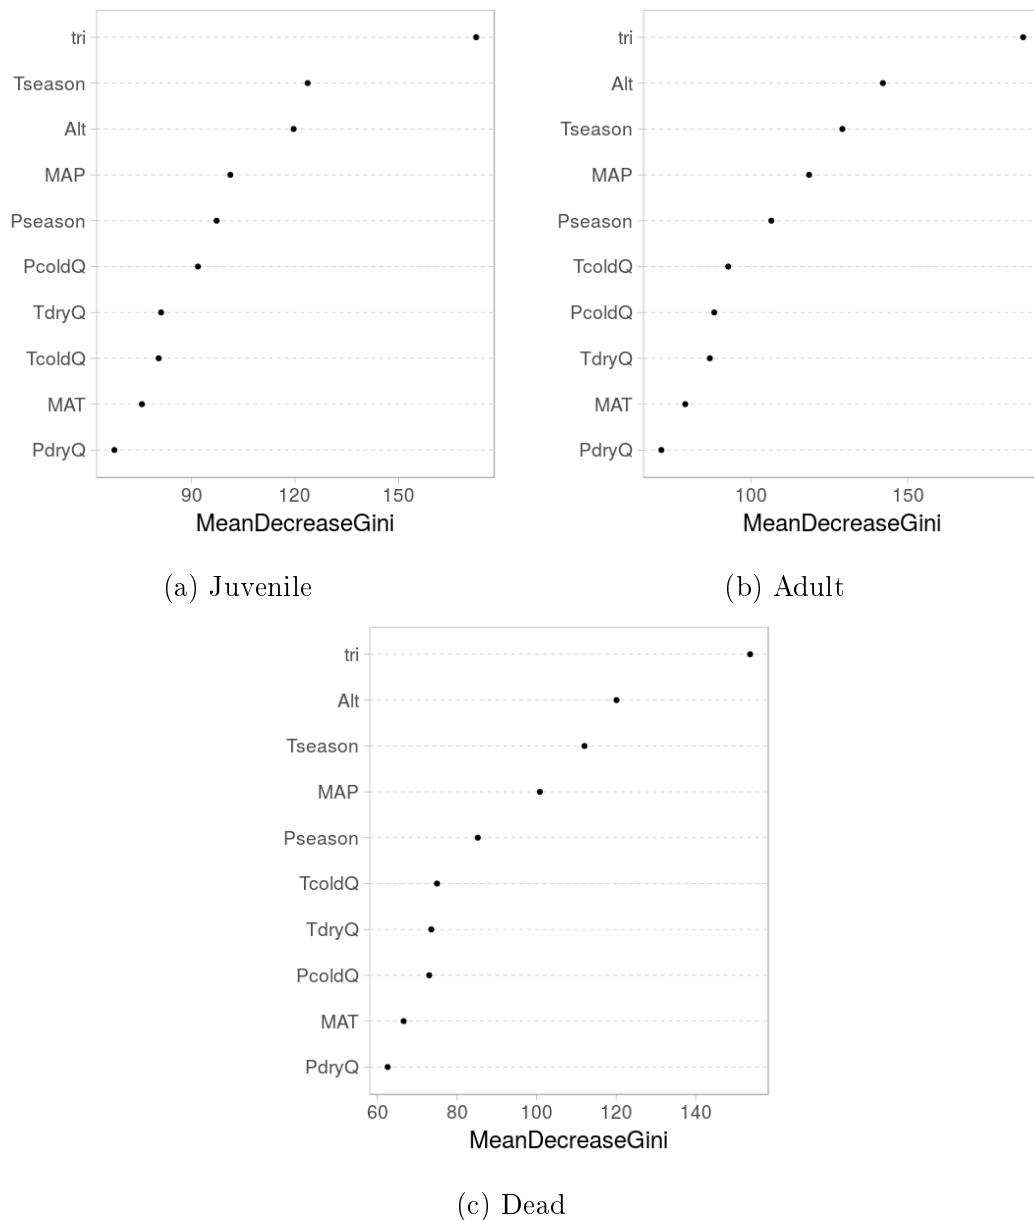 tri
Tseason
Alt
MAP
Pseason
PcoldQ
TdryQ
TcoldQ
MAT
PdryQ
90 120 150
MeanDecreaseGini
(a) Juvenile
tri
Alt
Tseason
MAP
Pseason
TcoldQ
PcoldQ
TdryQ
MAT
PdryQ
100 150
MeanDecreaseGini
(b) Adult
tri
Alt
Tseason
MAP
Pseason
TcoldQ
TdryQ
PcoldQ
MAT
PdryQ
60 80 100 120 140
MeanDecreaseGini
(c) Dead